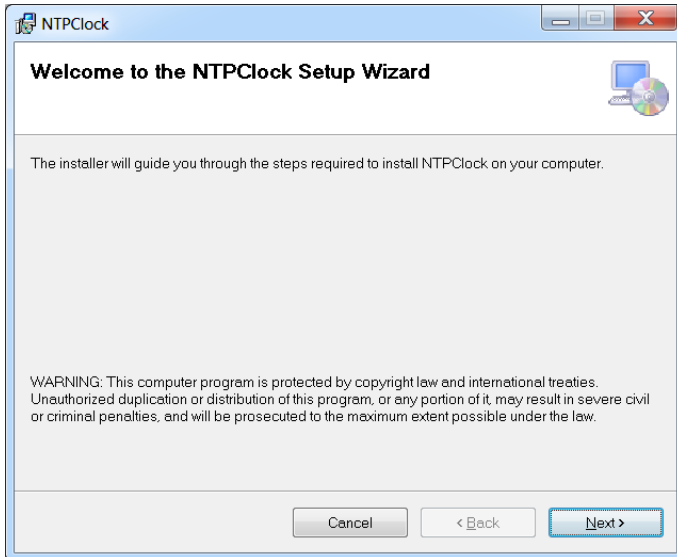 NTPClock
Welcome to the NTPClock Setup Wizard
The installer will guide you through the steps required to install NTPClock on your computer.
WARNING: This computer program is protected by copyright law and international treaties.
Unauthorized duplication or distribution of this program, or any portion of it, may result in severe civil
or criminal penalties, and will be prosecuted to the maximum extent possible under the law.
Cancel
< Back
Next >